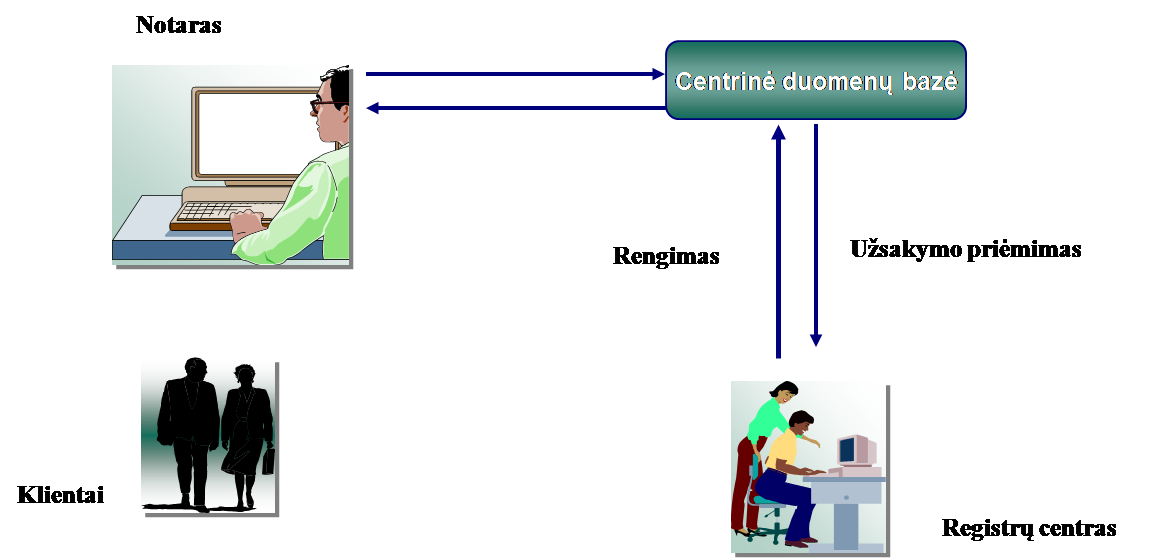 Notaras
Centrinė duomenų bazė
Rengimas
Užsakymo priėmimas
Klientai
Registrų centras